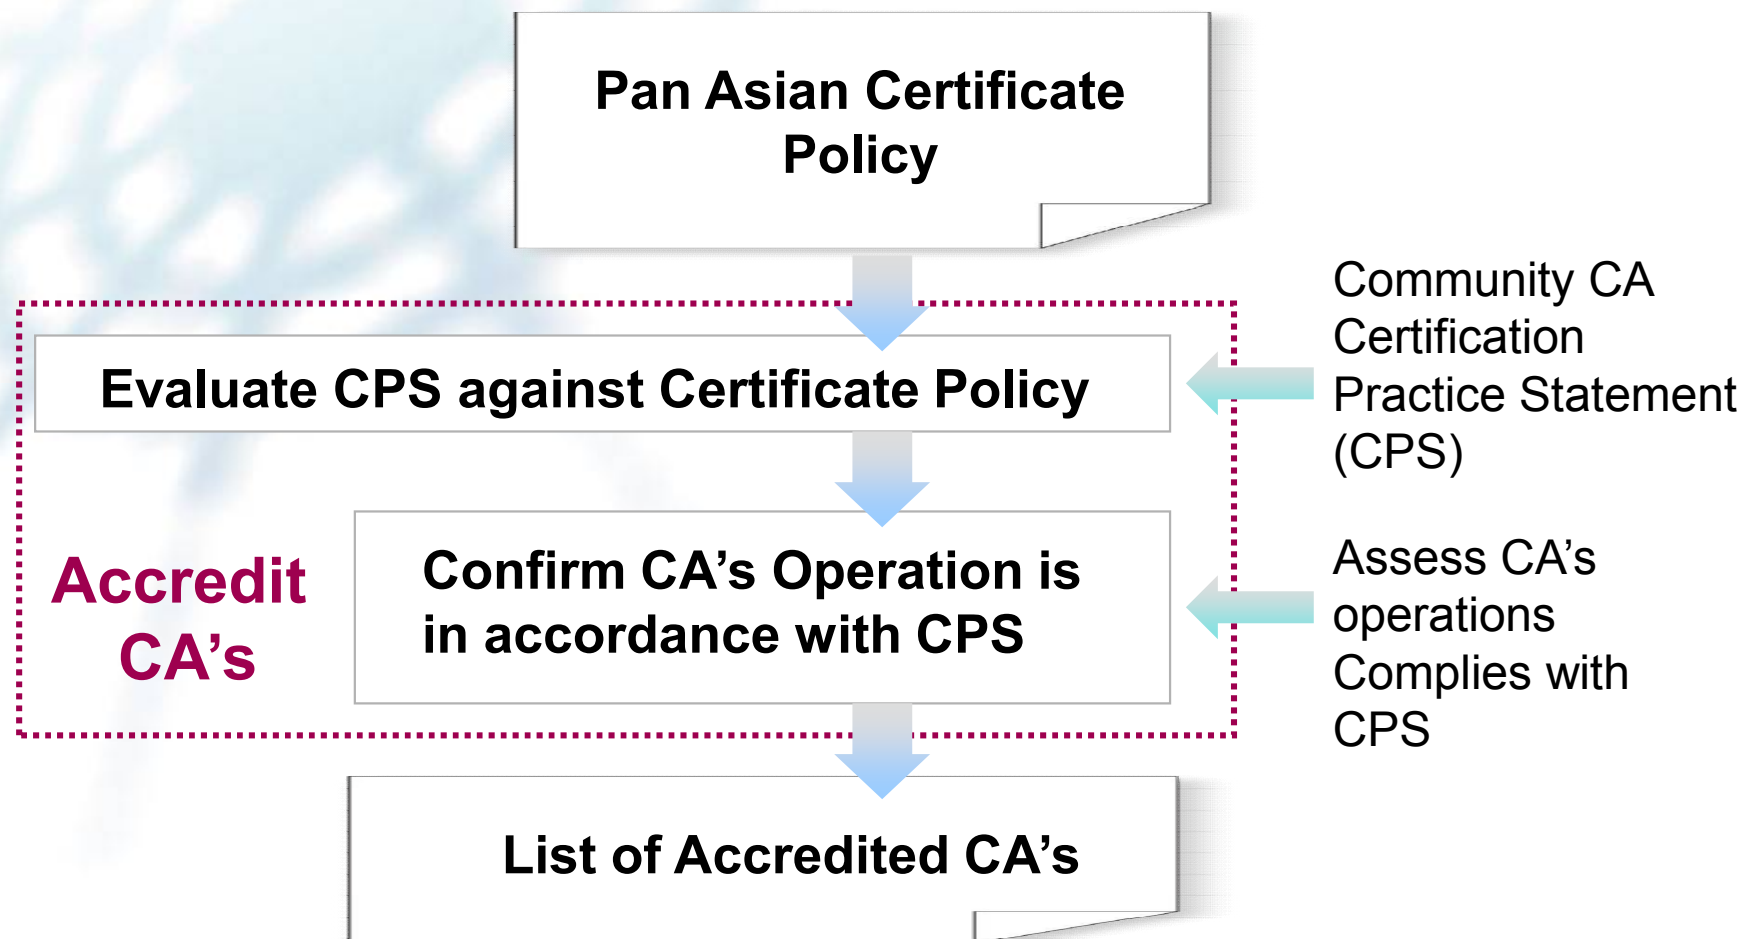 Pan Asian Certificate
Policy
Community CA
Certification
Practice Statement
(CPS)
Evaluate CPS against Certificate Policy
Accredit
CA’s
Confirm CA’s Operation is
in accordance with CPS
Assess CA’s
operations
Complies with
CPS
List of Accredited CA’s